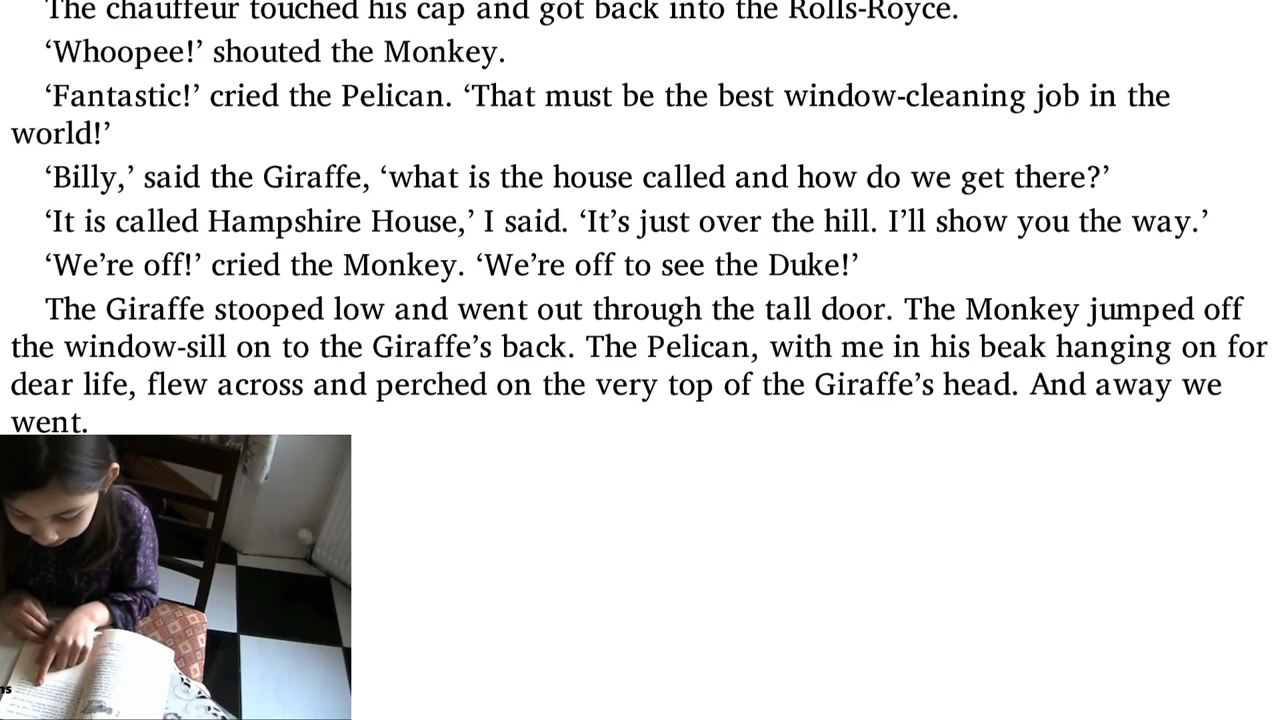 The chauffeur touched his cap and got back into the Rolls-Royce.
‘Whoopee!’ shouted the Monkey.
‘Fantastic!’ cried the Pelican. ‘That must be the best window-cleaning job in the
world!’
‘Billy,’ said the Giraffe, ‘what is the house called and how do we get there?’
‘It is called Hampshire House,’ I said. ‘It’s just over the hill. I’ll show you the way.’
‘We’re off!’ cried the Monkey. ‘We’re off to see the Duke!’
The Giraffe stooped low and went out through the tall door. The Monkey jumped off
the window-sill on to the Giraffe’s back. The Pelican, with me in his beak hanging on for
dear life, flew across and perched on the very top of the Giraffe’s head. And away we
went.